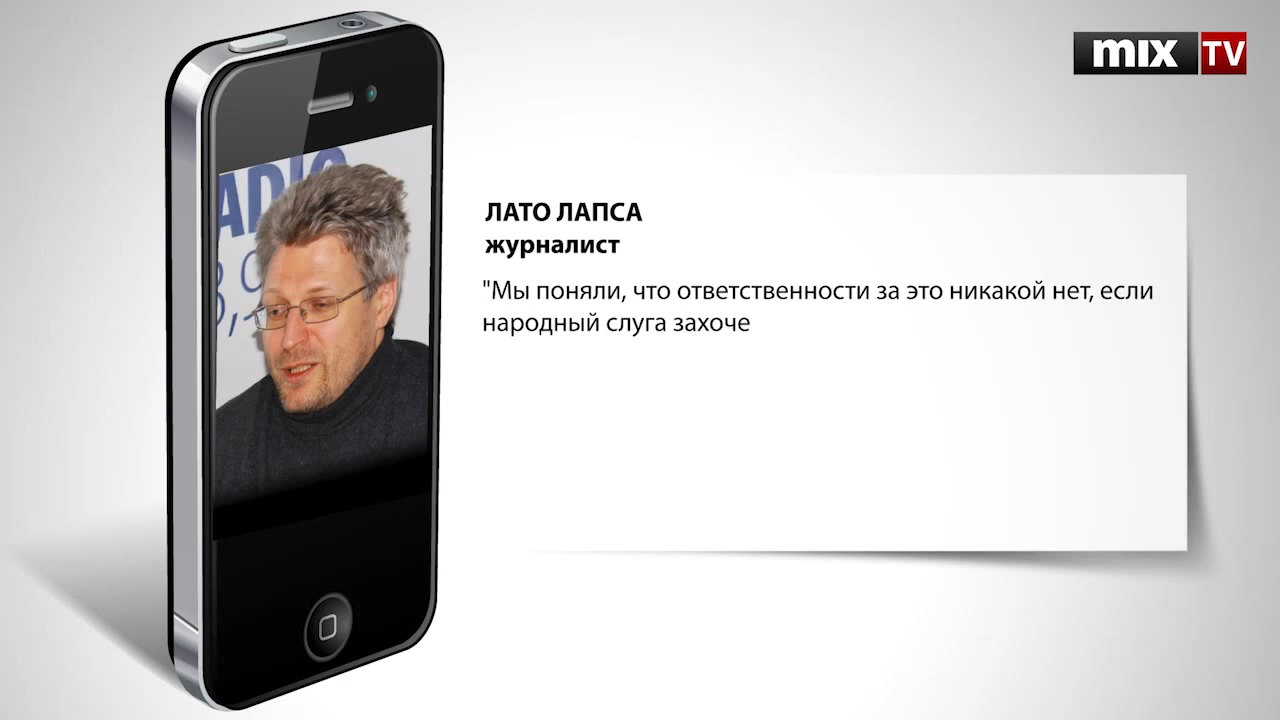 mix TV
ЛАТО ЛАПСА
журналист
"Мы поняли, что ответственности за это никакой нет, если
народный слуга захоче